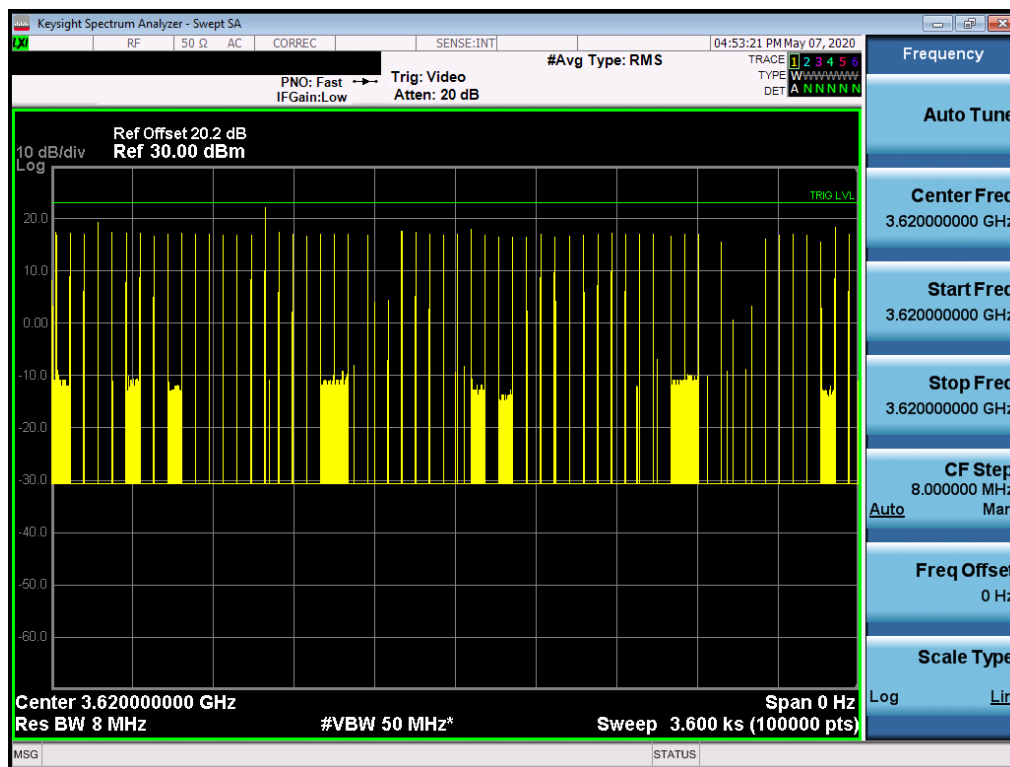 Keysight Spectrum Analyzer - Swept SA
LXI RF 50 Ω AC CORREC SENSE:INT 04:53:21 PM May 07, 2020
#Avg Type: RMS
TRACE 1 2 3 4 5 6
PNO: Fast Trig: Video
TYPE WWWWWWW
IFGain:Low Atten: 20 dB
DET A N N N N N
Frequency
Ref Offset 20.2 dB
10 dB/div Ref 30.00 dBm
Log
TRIG LVL
20.0
10.0
0.00
-10.0
-20.0
-30.0
-40.0
-50.0
-60.0
Center 3.620000000 GHz Span 0 Hz
Res BW 8 MHz #VBW 50 MHz* Sweep 3.600 ks (100000 pts)
MSG STATUS
Auto Tune
Center Freq
3.620000000 GHz
Start Freq
3.620000000 GHz
Stop Freq
3.620000000 GHz
CF Step
8.000000 MHz
Auto Man
Freq Offset
0 Hz
Scale Type
Log Lin